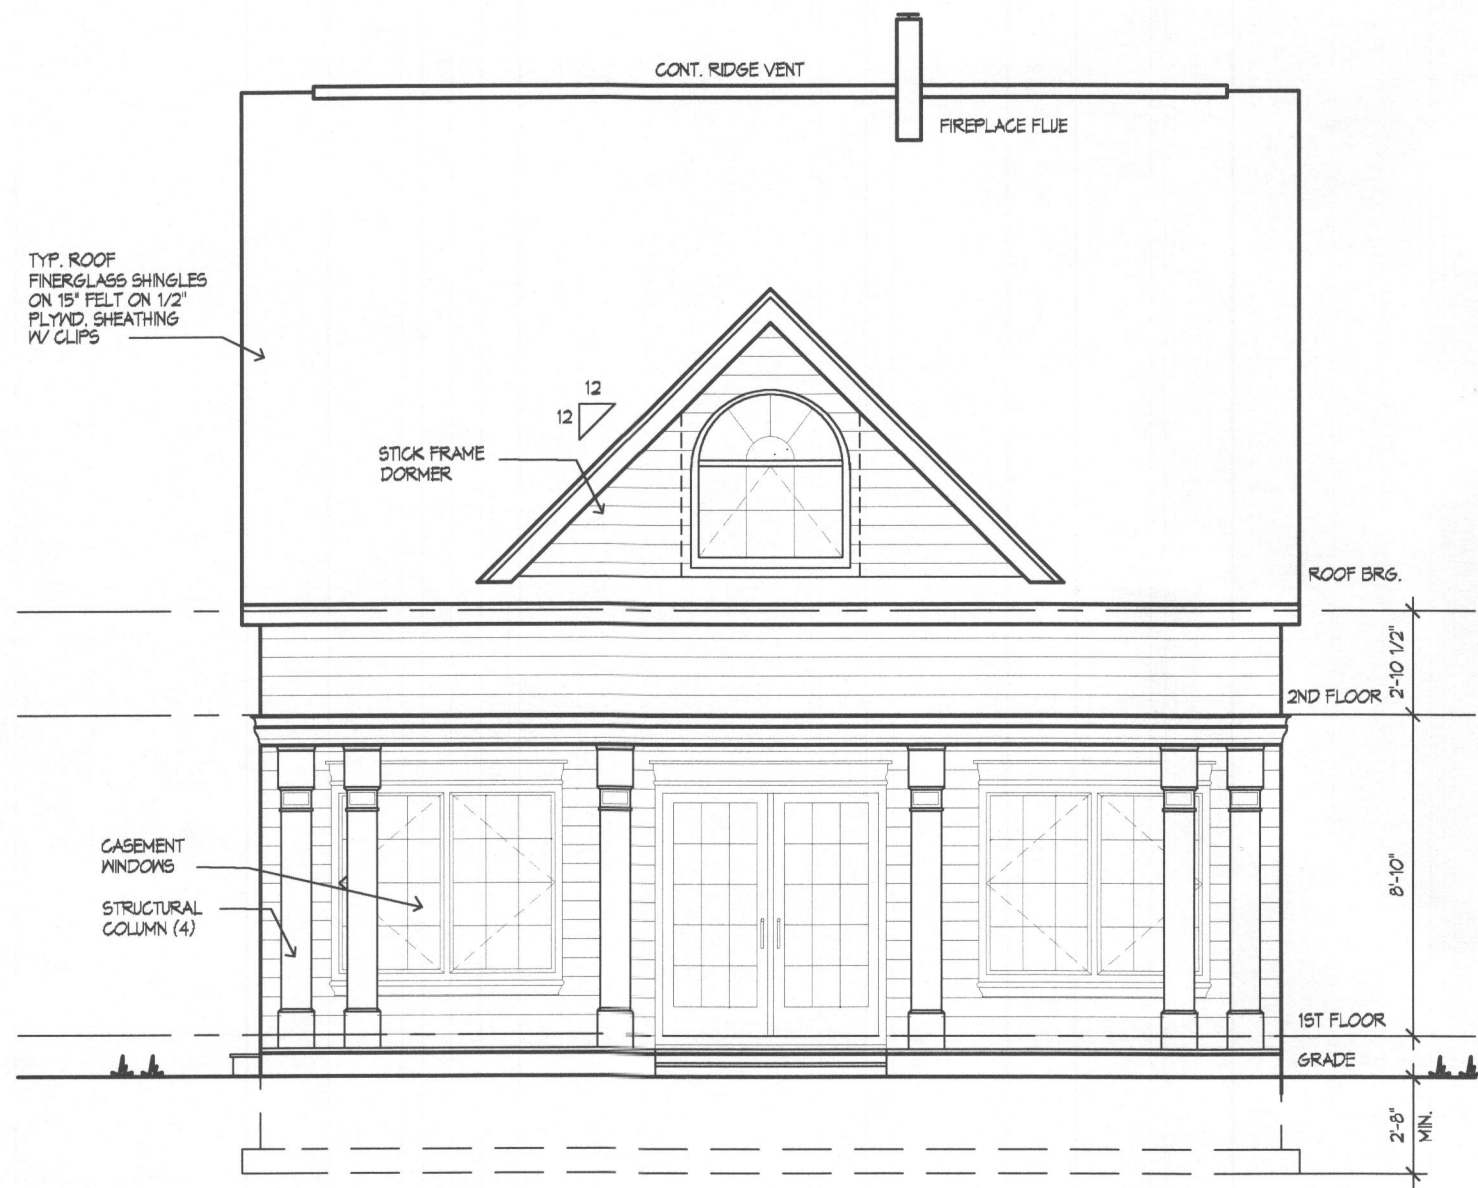 CONT. RIDGE VENT
FIREPLACE FLUE
TYP. ROOF
FINERGLASS SHINGLES
ON 15" FELT ON 1/2"
PLYWD. SHEATHING
W/ CLIPS
12
12
STICK FRAME
DORMER
ROOF BRG.
2'-10 1/2"
2ND FLOOR
CASEMENT
WINDOWS
8'-10"
STRUCTURAL
COLUMN (4)
1ST FLOOR
GRADE
2'-8"
MIN.